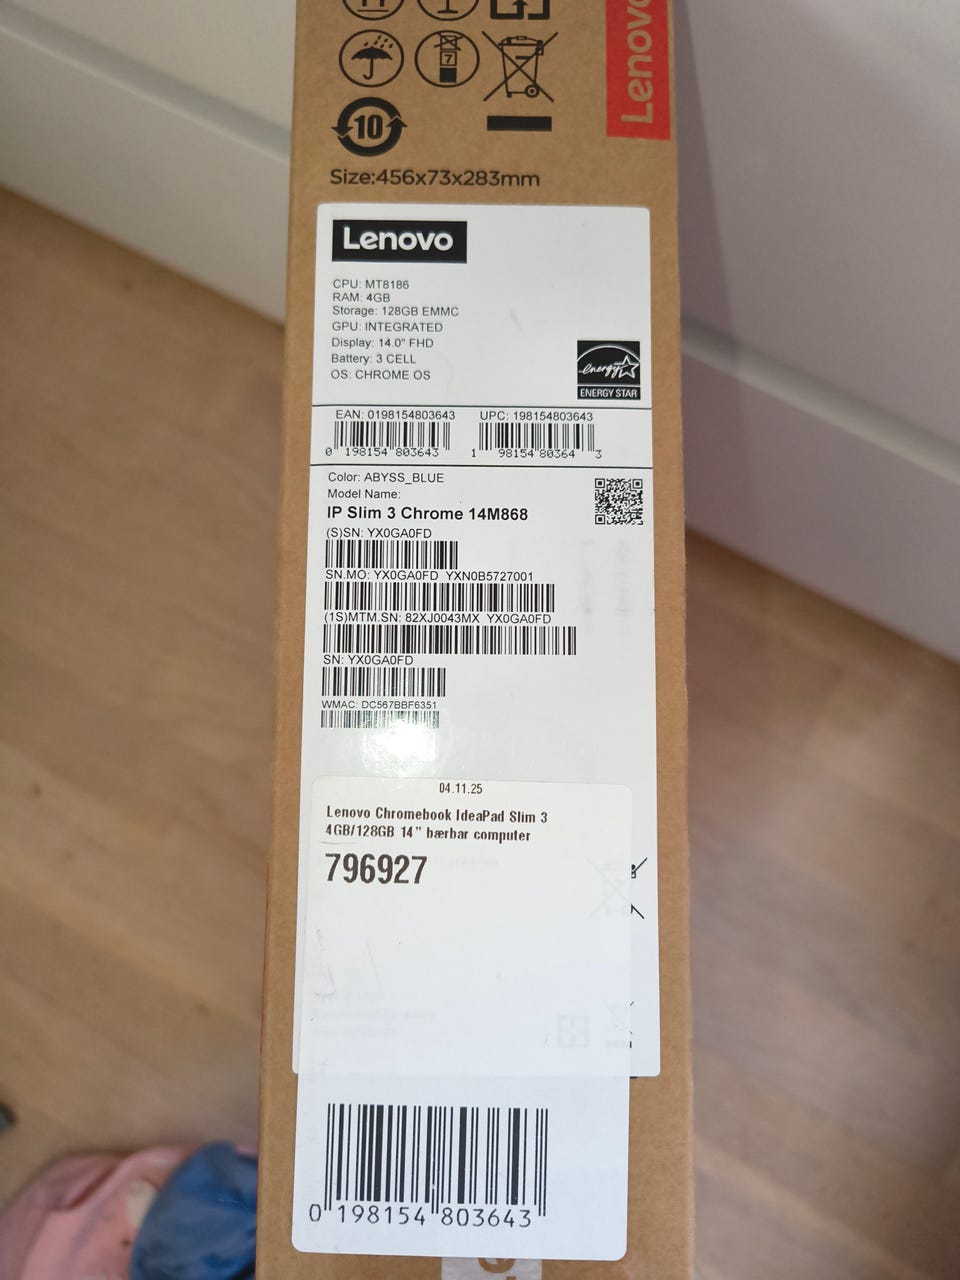 Lenovo
7
10
Size:456x73x283mm
Lenovo
CPU: MT8186
RAM: 4GB
Storage: 128GB EMMC
GPU: INTEGRATED
Display: 14.0" FHD
Battery: 3 CELL
OS: CHROME OS
energy
ENERGY STAR
EAN: 0198154803643 UPC: 198154803643
0 198154 803643 1 98154 80364 3
Color: ABYSS_BLUE
Model Name:
IP Slim 3 Chrome 14M868
(S)SN: YX0GA0FD
SN.MO: YX0GA0FD YXN0B5727001
(1S)MTM.SN: 82XJ0043MX YX0GA0FD
SN: YX0GA0FD
WMAC: DC567BBF6351
04.11.25
Lenovo Chromebook IdeaPad Slim 3
4GB/128GB 14" bærbar computer
796927
0 198154 803643